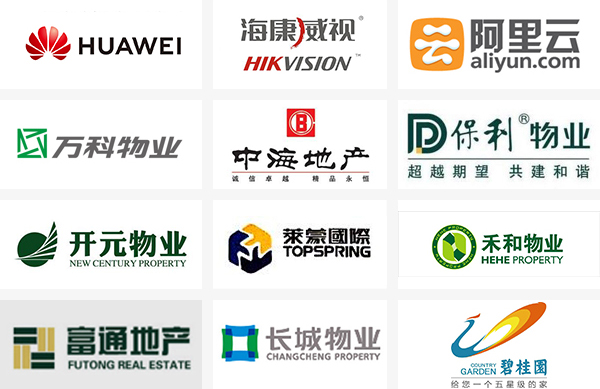 HUAWEI
海康威视®
HIKVISION™
阿里云
aliyun.com
万科物业
中海地产
诚信卓越 精品永恒
保利®物业
超越期望 共建和谐
开元物业
NEW CENTURY PROPERTY
萊蒙國際
TOPSPRING
禾和物业
HEHE PROPERTY
富通地产
FUTONG REAL ESTATE
长城物业
CHANGCHENG PROPERTY
COUNTRY
GARDEN 碧桂園
给您一个五星级的家